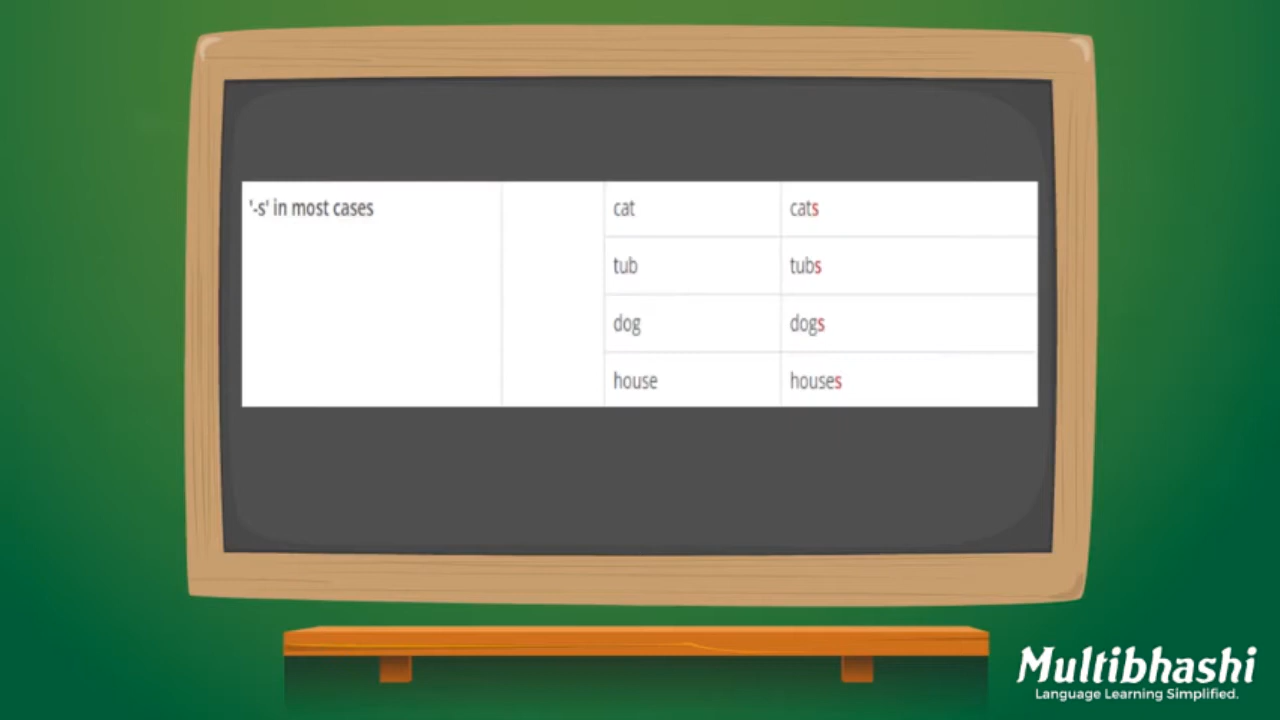 '-s' in most cases cat cats
tub tubs
dog dogs
house houses
Multibhashi
Language Learning Simplified.